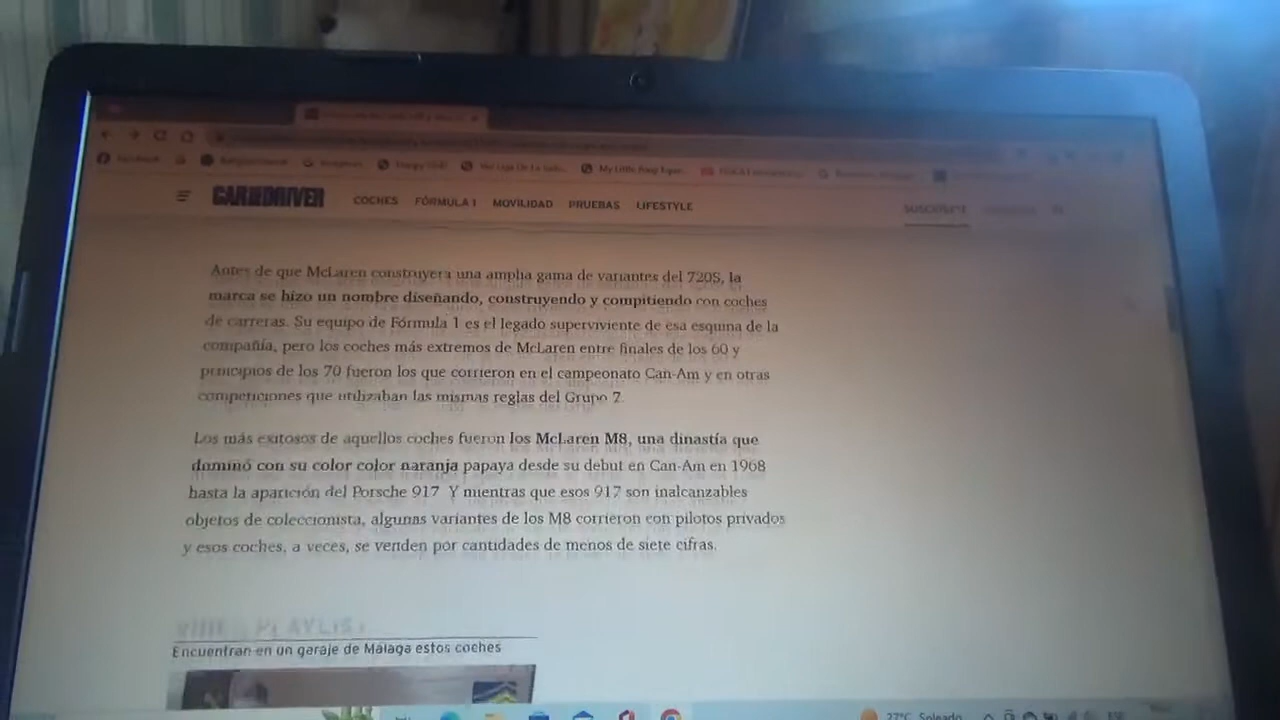 Facebook
My Little Pony Eque...
CAR AND DRIVER
COCHES FÓRMULA 1 MOVILIDAD PRUEBAS LIFESTYLE
SUSCRÍBETE
Antes de que McLaren construyera una amplia gama de variantes del 720S, la
marca se hizo un nombre diseñando, construyendo y compitiendo con coches
de carreras. Su equipo de Fórmula 1 es el legado superviviente de esa esquina de la
compañía, pero los coches más extremos de McLaren entre finales de los 60 y
principios de los 70 fueron los que corrieron en el campeonato Can-Am y en otras
competiciones que utilizaban las mismas reglas del Grupo 7.
Los más exitosos de aquellos coches fueron los McLaren M8, una dinastía que
dominó con su color color naranja papaya desde su debut en Can-Am en 1968
hasta la aparición del Porsche 917 Y mientras que esos 917 son inalcanzables
objetos de coleccionista, algunas variantes de los M8 corrieron con pilotos privados
y esos coches, a veces, se venden por cantidades de menos de siete cifras.
PLAYLIST
Encuentran en un garaje de Málaga estos coches
27°C Soleado